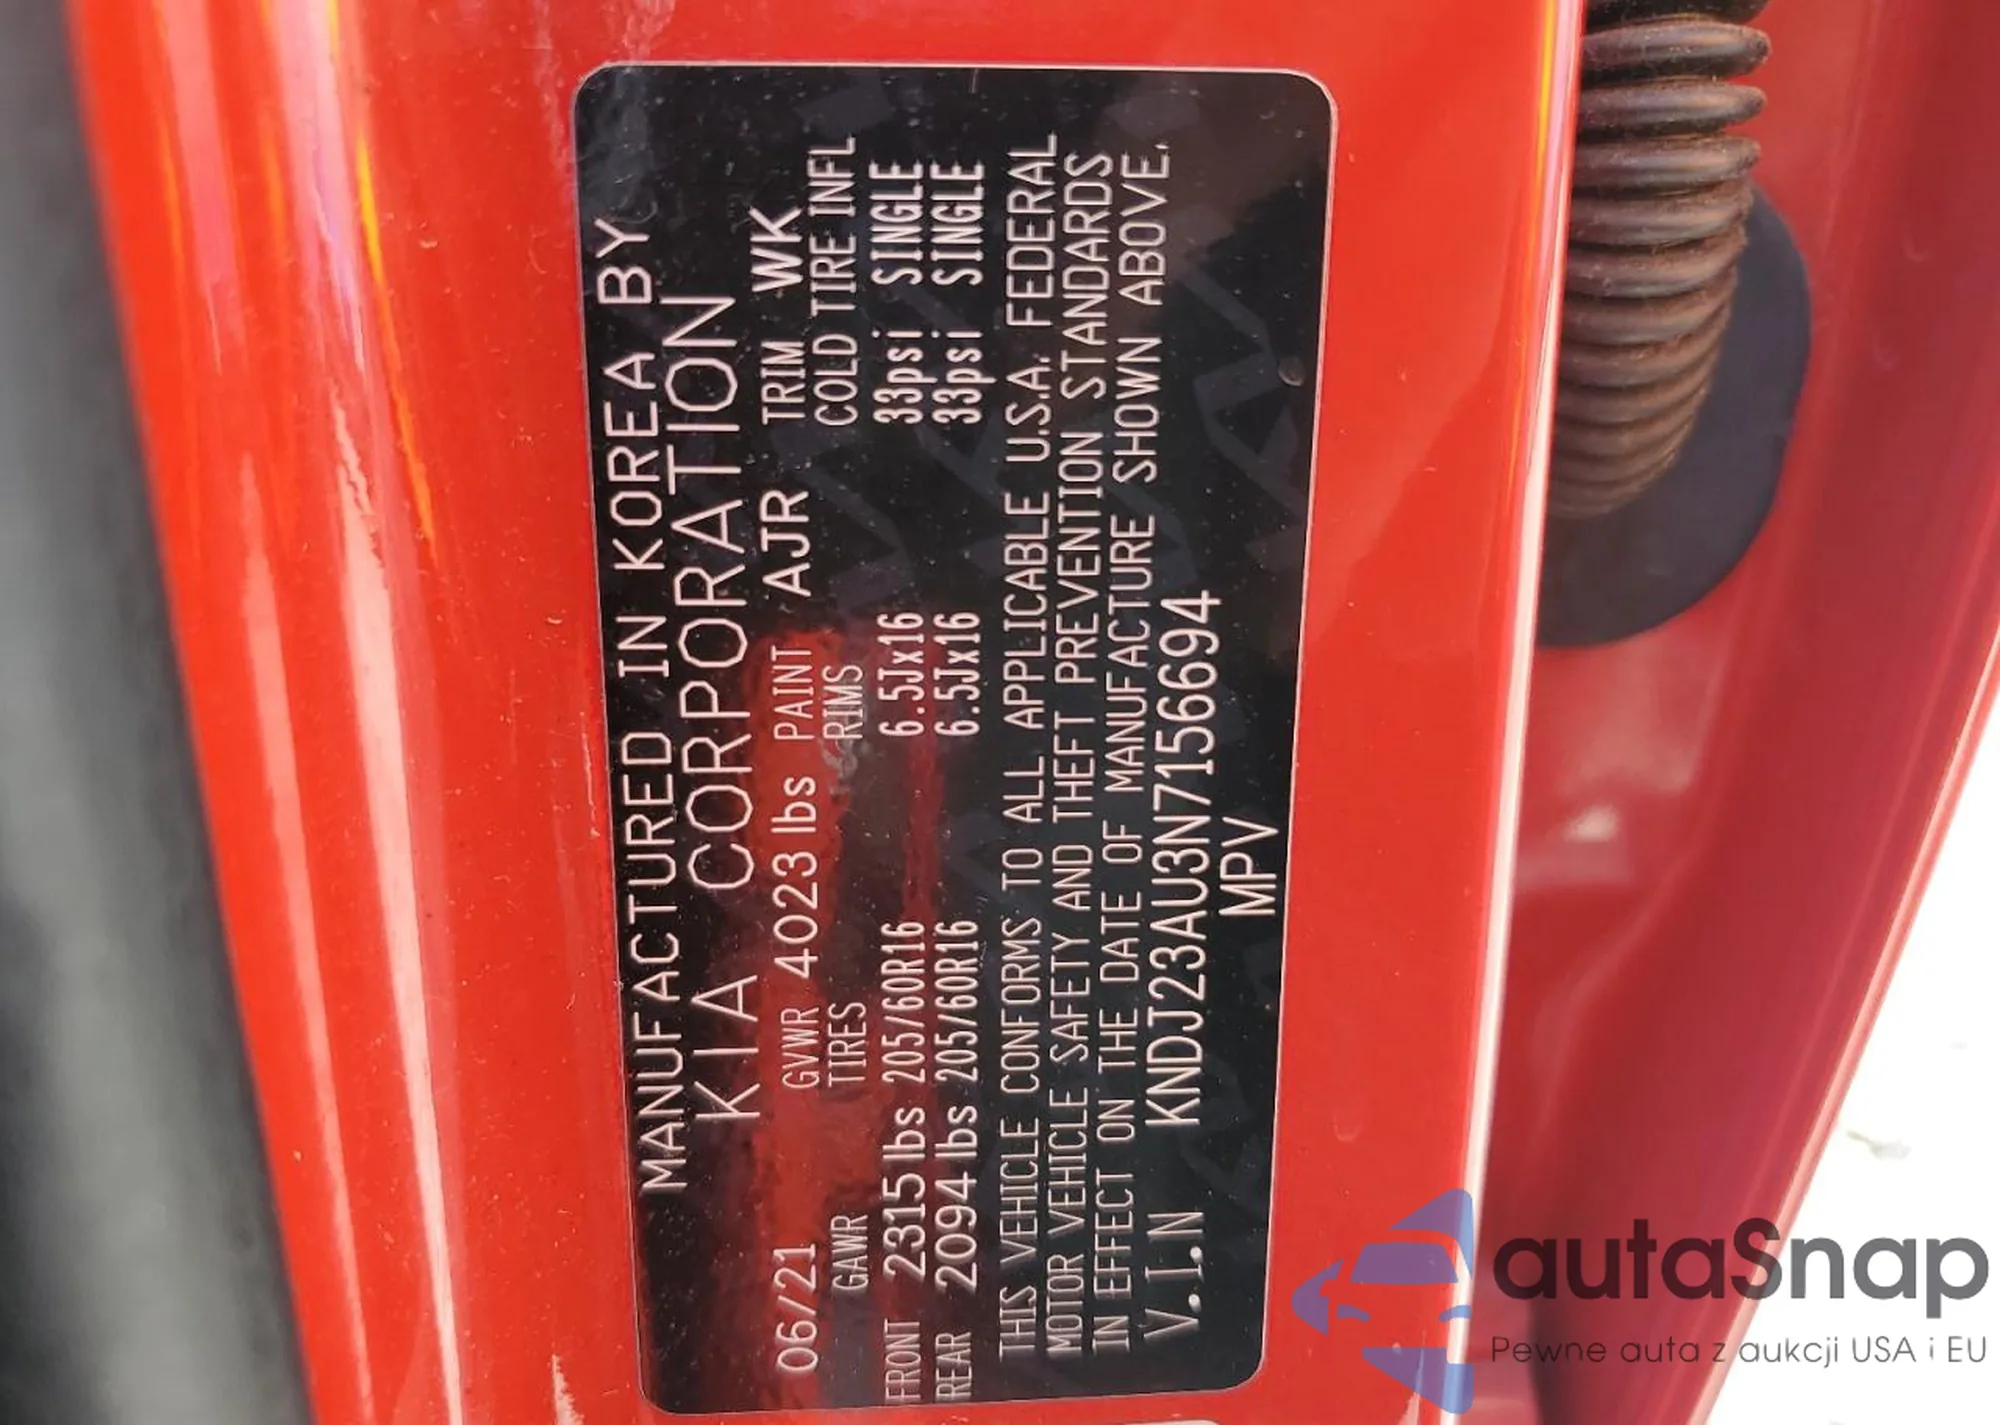 MANUFACTURED IN KOREA BY
KIA CORPORATION
06/21 GVWR 4023 lbs PAINT AJR TRIM WK
GAWR TIRES RIMS COLD TIRE INFL
FRONT 2315 lbs 205/60R16 6.5Jx16 33psi SINGLE
REAR 2094 lbs 205/60R16 6.5Jx16 33psi SINGLE
THIS VEHICLE CONFORMS TO ALL APPLICABLE U.S.A. FEDERAL
MOTOR VEHICLE SAFETY AND THEFT PREVENTION STANDARDS
IN EFFECT ON THE DATE OF MANUFACTURE SHOWN ABOVE.
V.I.N KNDJ23AU3N7156694
MPV
autaSnap
Pewne auta z aukcji USA i EU